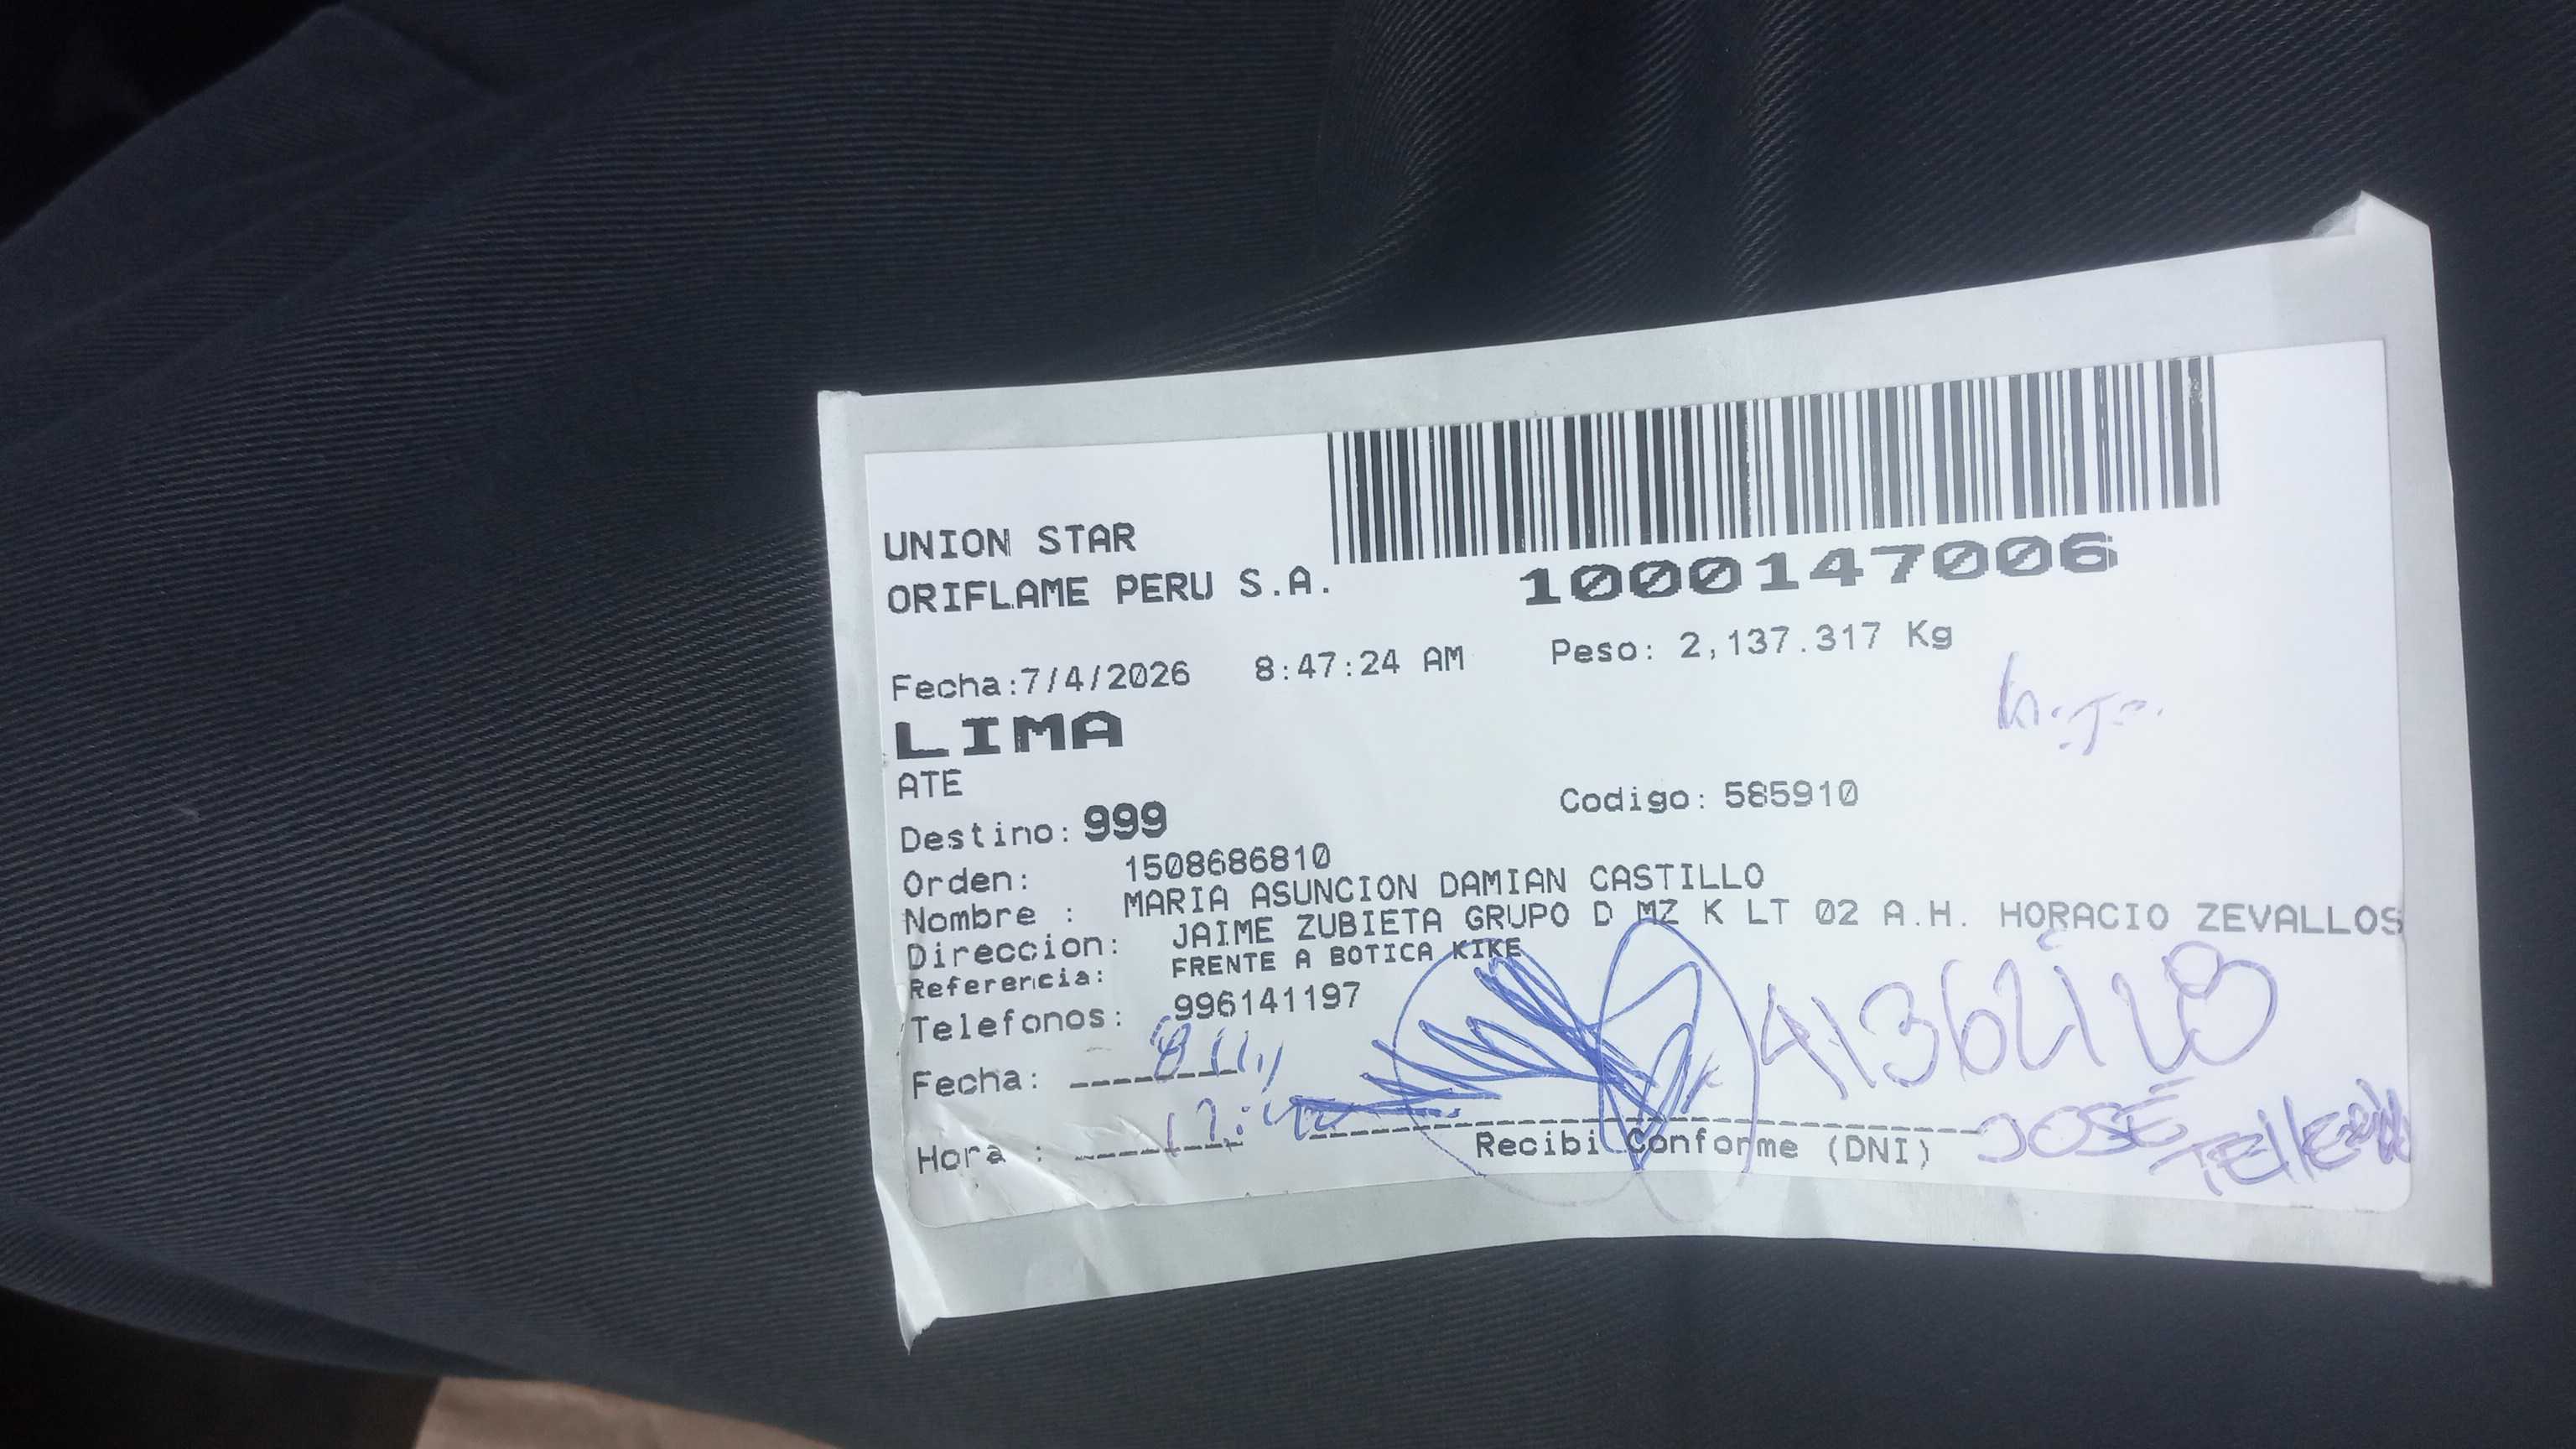 UNION STAR
ORIFLAME PERU S.A.
1000147006
Fecha:7/4/2026 8:47:24 AM Peso: 2,137.317 Kg
LIMA
ATE
Destino: 999 Codigo: 585910
Orden: 1508686810
Nombre : MARIA ASUNCION DAMIAN CASTILLO
Direccion: JAIME ZUBIETA GRUPO D MZ K LT 02 A.H. HORACIO ZEVALLOS
Referencia: FRENTE A BOTICA KIKE
Telefonos: 996141197
Fecha:
Hora :
Recibi Conforme (DNI)
JOSÉ